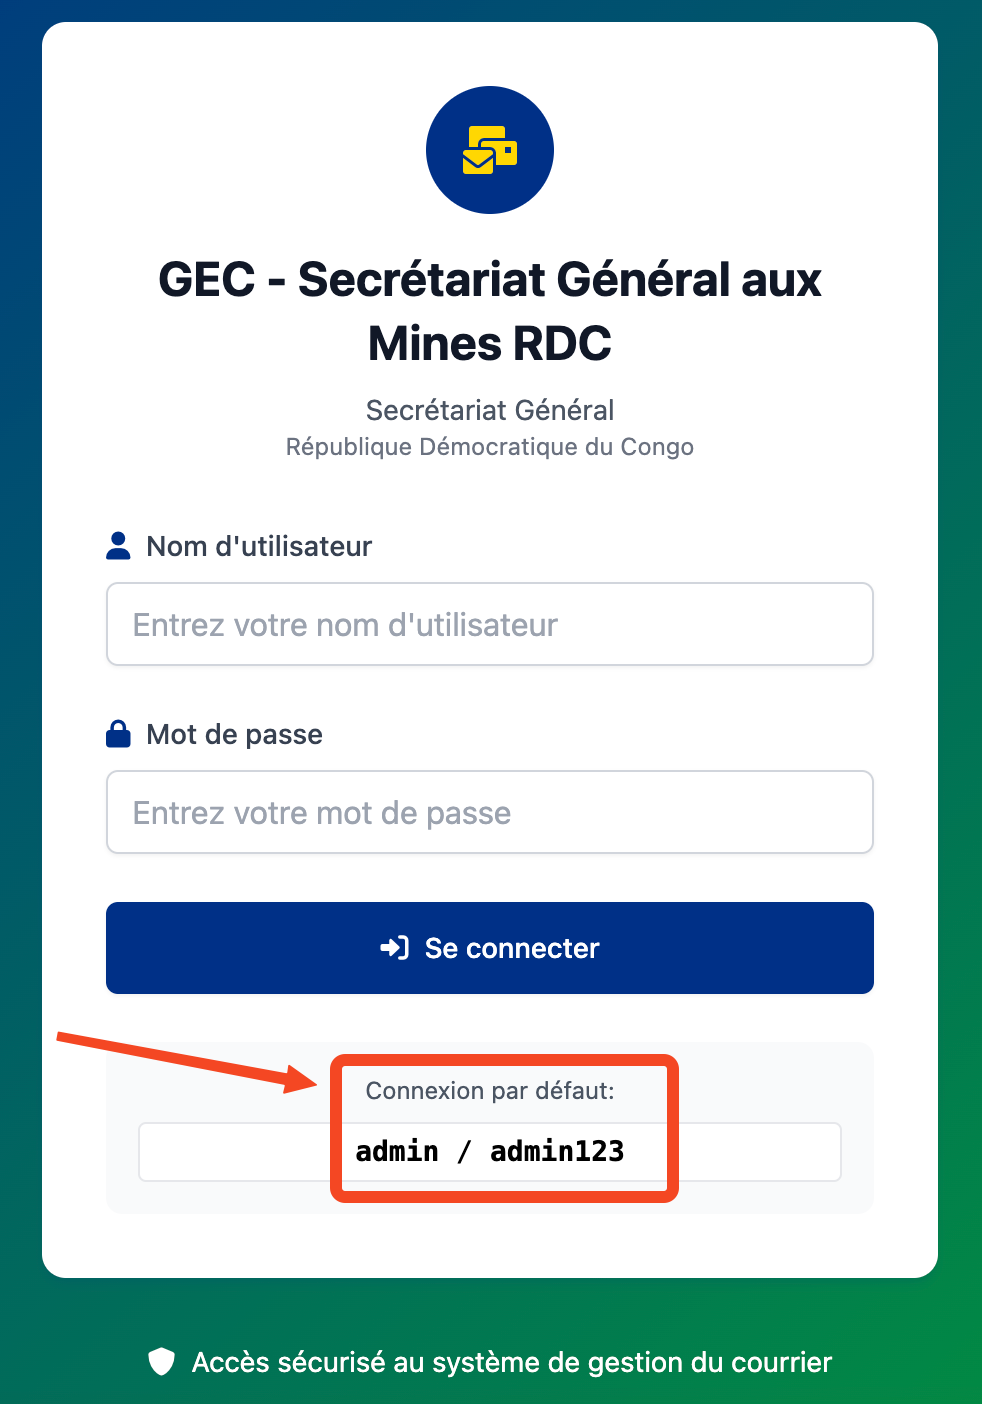 GEC - Secrétariat Général aux
Mines RDC
Secrétariat Général
République Démocratique du Congo
Nom d'utilisateur
Entrez votre nom d'utilisateur
Mot de passe
Entrez votre mot de passe
Se connecter
Connexion par défaut:
admin / admin123
Accès sécurisé au système de gestion du courrier